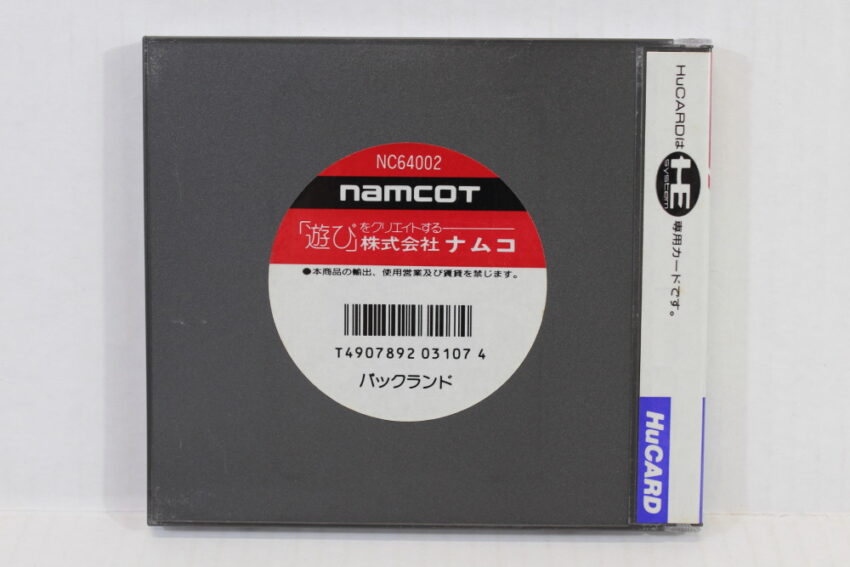 NC64002
namcot
「遊び」をクリエイトする
株式会社 ナムコ
●本商品の輸出、使用営業及び賃貸を禁じます。
T4907892 03107 4
パックランド
HuCARDは
HE
system
専用カードです。
HuCARD